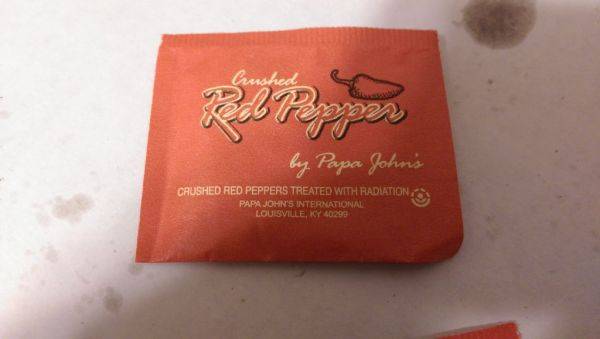 Crushed
Red Pepper
by Papa John's
CRUSHED RED PEPPERS TREATED WITH RADIATION
PAPA JOHN'S INTERNATIONAL
LOUISVILLE, KY 40299